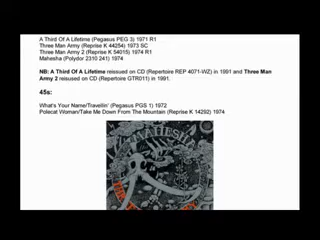 A Third Of A Lifetime (Pegasus PEG 3) 1971 R1
Three Man Army (Reprise K 44254) 1973 SC
Three Man Army 2 (Reprise K 54015) 1974 R1
Mahesha (Polydor 2310 241) 1974
NB: A Third Of A Lifetime reissued on CD (Repertoire REP 4071-WZ) in 1991 and Three Man
Army 2 reissued on CD (Repertoire GTR011) in 1991.
45s:
What's Your Name/Travellin' (Pegasus PGS 1) 1972
Polecat Woman/Take Me Down From The Mountain (Reprise K 14292) 1974
MAHESHA